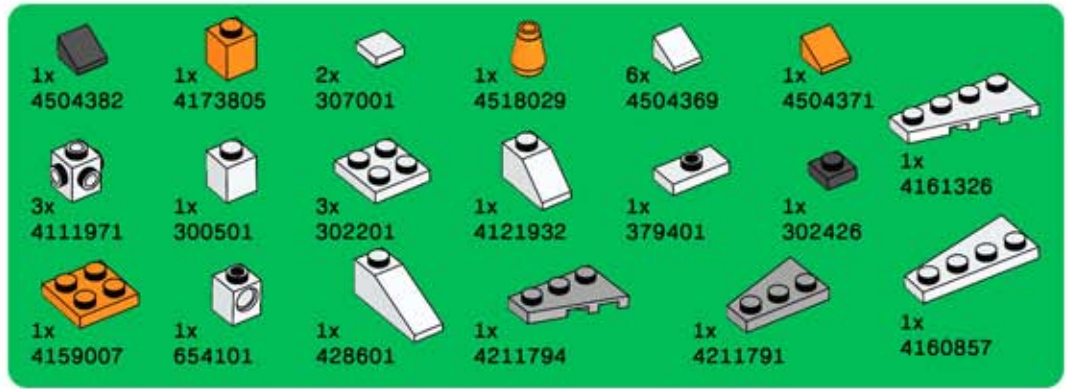 1x
4504382
1x
4173805
2x
307001
1x
4518029
6x
4504369
1x
4504371
1x
4161326
3x
4111971
1x
300501
3x
302201
1x
4121932
1x
379401
1x
302426
1x
4159007
1x
654101
1x
428601
1x
4211794
1x
4211791
1x
4160857